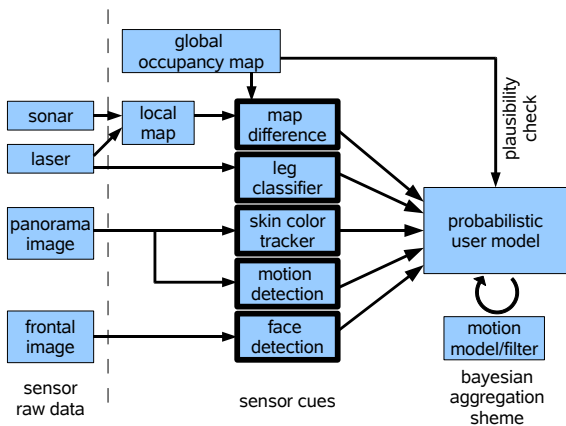 global
occupancy map
sonar
local
map
map
difference
plausibility
check
laser
leg
classifier
panorama
image
skin color
tracker
probabilistic
user model
motion
detection
frontal
image
face
detection
motion
model/filter
sensor
raw data
sensor cues
bayesian
aggregation
sheme